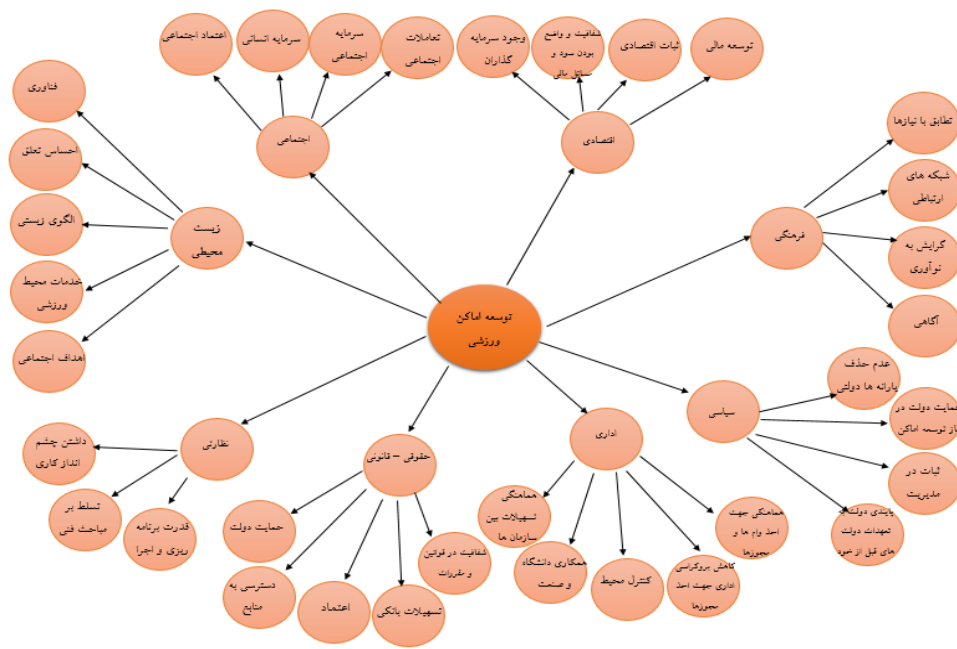 توسعه اماکن
ورزشی
اجتماعی
اعتماد اجتماعی
سرمایه انسانی
سرمایه
اجتماعی
تعاملات
اجتماعی
اقتصادی
وجود سرمایه
گذاران
شفافیت و واضع
بودن سود و
مسائل مالی
ثبات اقتصادی
توسعه مالی
فرهنگی
تطابق با نیازها
شبکه های
ارتباطی
گرایش به
نوآوری
آگاهی
سیاسی
عدم حذف
یارانه ها دولتی
حمایت دولت در
توسعه اماکن
ثبات در
مدیریت
پایبندی دولت به
تعهدات دولت
های قبل از خود
اداری
هماهنگی جهت
اخذ وام ها و
مجوزها
کاهش بروکراسی
اداری جهت اخذ
مجوزها
کنترل محیط
همکاری دانشگاه
و صنعت
هماهنگی
تسهیلات بین
سازمان ها
حقوقی – قانونی
شفافیت در قوانین
و مقررات
تسهیلات بانکی
اعتماد
دسترسی به
منابع
حمایت دولت
نظارتی
قدرت برنامه
ریزی و اجرا
تسلط بر
مباحث فنی
داشتن چشم
انداز کاری
زیست
محیطی
فناوری
احساس تعلق
الگوی زیستی
خدمات محیط
ورزشی
اهداف اجتماعی